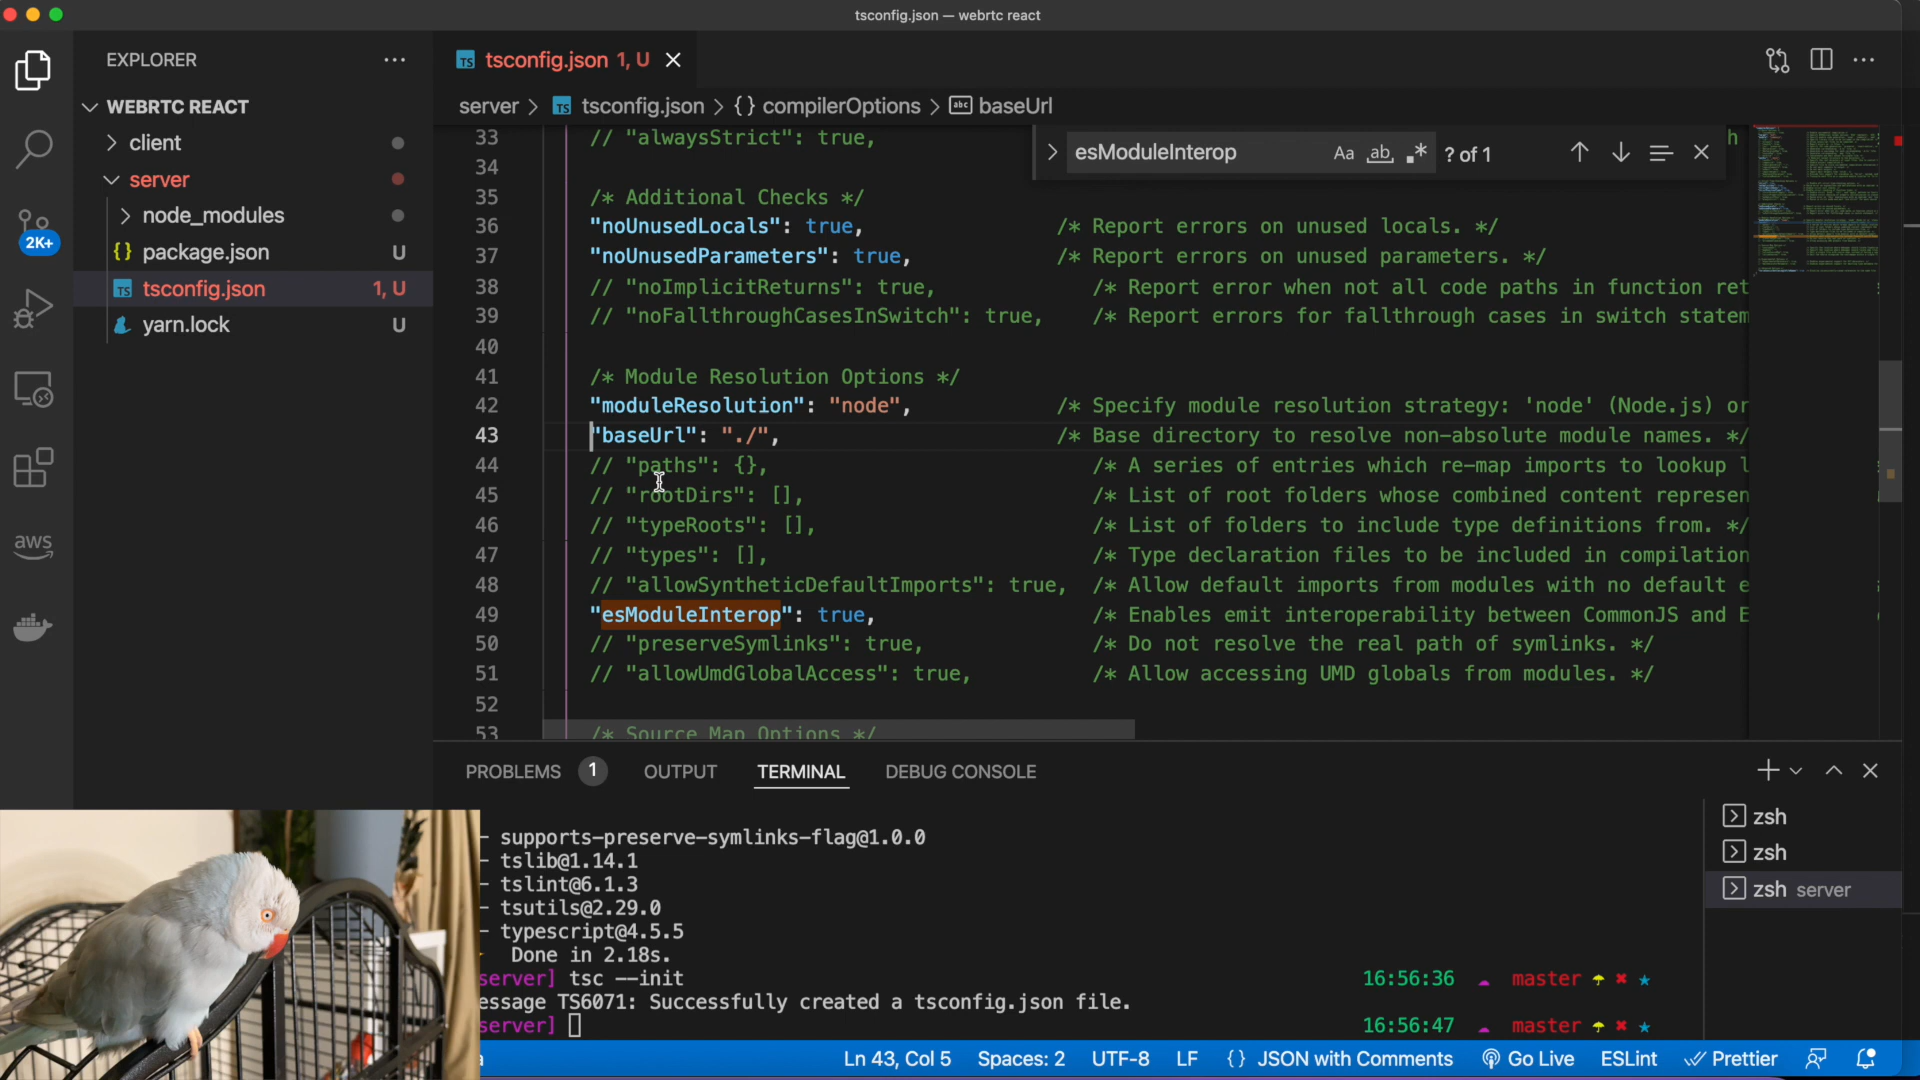 tsconfig.json — webrtc react
EXPLORER
tsconfig.json 1, U
WEBRTC REACT
server > tsconfig.json > {} compilerOptions > baseUrl
client
server
node_modules
package.json U
tsconfig.json 1, U
yarn.lock U
2K+
aws
esModuleInterop Aa ab .* ? of 1
33 // "alwaysStrict": true,
34
35 /* Additional Checks */
36 "noUnusedLocals": true, /* Report errors on unused locals. */
37 "noUnusedParameters": true, /* Report errors on unused parameters. */
38 // "noImplicitReturns": true, /* Report error when not all code paths in function ret
39 // "noFallthroughCasesInSwitch": true, /* Report errors for fallthrough cases in switch statem
40
41 /* Module Resolution Options */
42 "moduleResolution": "node", /* Specify module resolution strategy: 'node' (Node.js) or
43 "baseUrl": "./", /* Base directory to resolve non-absolute module names. */
44 // "paths": {}, /* A series of entries which re-map imports to lookup l
45 // "rootDirs": [], /* List of root folders whose combined content represen
46 // "typeRoots": [], /* List of folders to include type definitions from. */
47 // "types": [], /* Type declaration files to be included in compilation
48 // "allowSyntheticDefaultImports": true, /* Allow default imports from modules with no default e
49 "esModuleInterop": true, /* Enables emit interoperability between CommonJS and E
50 // "preserveSymlinks": true, /* Do not resolve the real path of symlinks. */
51 // "allowUmdGlobalAccess": true, /* Allow accessing UMD globals from modules. */
52
53 /* Source Map Options */
PROBLEMS 1 OUTPUT TERMINAL DEBUG CONSOLE
- supports-preserve-symlinks-flag@1.0.0
- tslib@1.14.1
- tslint@6.1.3
- tsutils@2.29.0
- typescript@4.5.5
Done in 2.18s.
server] tsc --init 16:56:36 master
essage TS6071: Successfully created a tsconfig.json file.
server] 16:56:47 master
zsh
zsh
zsh server
Ln 43, Col 5 Spaces: 2 UTF-8 LF {} JSON with Comments Go Live ESLint Prettier